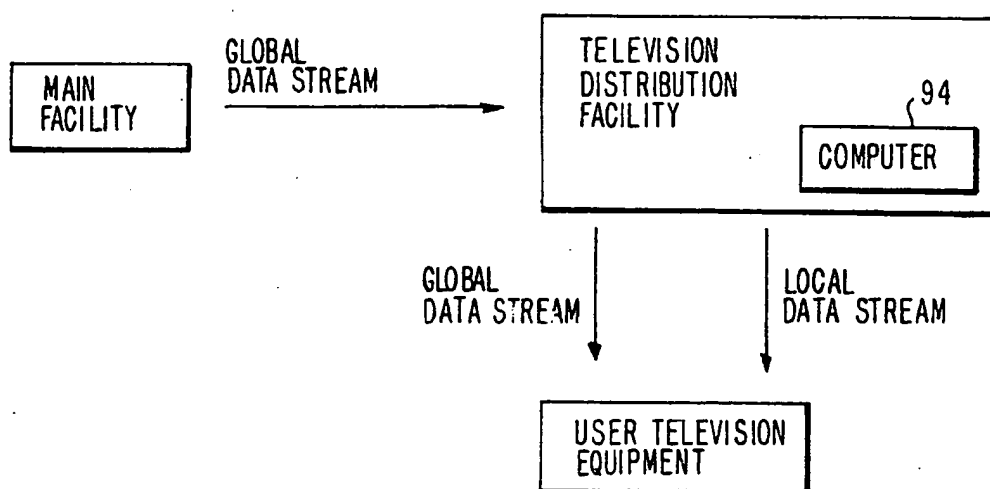 MAIN
FACILITY
GLOBAL
DATA STREAM
TELEVISION
DISTRIBUTION
FACILITY
94
COMPUTER
GLOBAL
DATA STREAM
LOCAL
DATA STREAM
USER TELEVISION
EQUIPMENT